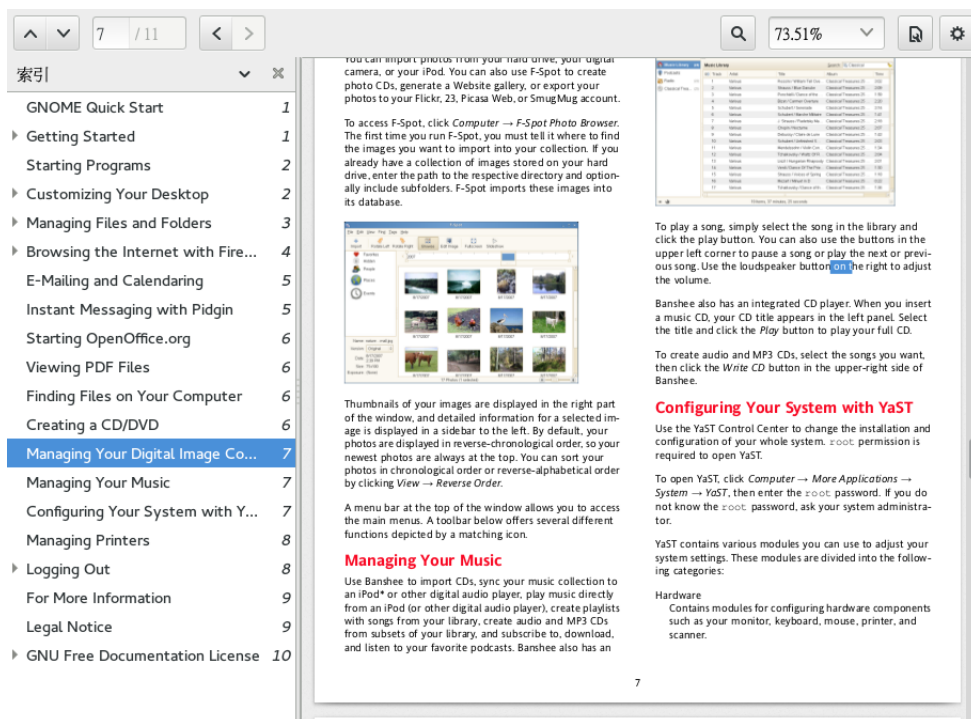 7
/ 11
73.51%
索引
GNOME Quick Start 1
Getting Started 1
Starting Programs 2
Customizing Your Desktop 2
Managing Files and Folders 3
Browsing the Internet with Fire... 4
E-Mailing and Calendaring 5
Instant Messaging with Pidgin 5
Starting OpenOffice.org 6
Viewing PDF Files 6
Finding Files on Your Computer 6
Creating a CD/DVD 6
Managing Your Digital Image Co... 7
Managing Your Music 7
Configuring Your System with Y... 7
Managing Printers 8
Logging Out 8
For More Information 9
Legal Notice 9
GNU Free Documentation License 10
You can import photos from your hard drive, your digital
camera, or your iPod. You can also use F-Spot to create
photo CDs, generate a Website gallery, or export your
photos to your Flickr, 23, Picasa Web, or SmugMug account.
To access F-Spot, click Computer → F-Spot Photo Browser.
The first time you run F-Spot, you must tell it where to find
the images you want to import into your collection. If you
already have a collection of images stored on your hard
drive, enter the path to the respective directory and option-
ally include subfolders. F-Spot imports these images into
its database.
Thumbnails of your images are displayed in the right part
of the window, and detailed information for a selected im-
age is displayed in a sidebar to the left. By default, your
photos are displayed in reverse-chronological order, so your
newest photos are always at the top. You can sort your
photos in chronological order or reverse-alphabetical order
by clicking View → Reverse Order.
A menu bar at the top of the window allows you to access
the main menus. A toolbar below offers several different
functions depicted by a matching icon.
Managing Your Music
Use Banshee to import CDs, sync your music collection to
an iPod* or other digital audio player, play music directly
from an iPod (or other digital audio player), create playlists
with songs from your library, create audio and MP3 CDs
from subsets of your library, and subscribe to, download,
and listen to your favorite podcasts. Banshee also has an
To play a song, simply select the song in the library and
click the play button. You can also use the buttons in the
upper left corner to pause a song or play the next or previ-
ous song. Use the loudspeaker button on the right to adjust
the volume.
Banshee also has an integrated CD player. When you insert
a music CD, your CD title appears in the left panel. Select
the title and click the Play button to play your full CD.
To create audio and MP3 CDs, select the songs you want,
then click the Write CD button in the upper-right side of
Banshee.
Configuring Your System with YaST
Use the YaST Control Center to change the installation and
configuration of your whole system. root permission is
required to open YaST.
To open YaST, click Computer → More Applications →
System → YaST, then enter the root password. If you do
not know the root password, ask your system administra-
tor.
YaST contains various modules you can use to adjust your
system settings. These modules are divided into the follow-
ing categories:
Hardware
Contains modules for configuring hardware components
such as your monitor, keyboard, mouse, printer, and
scanner.
7